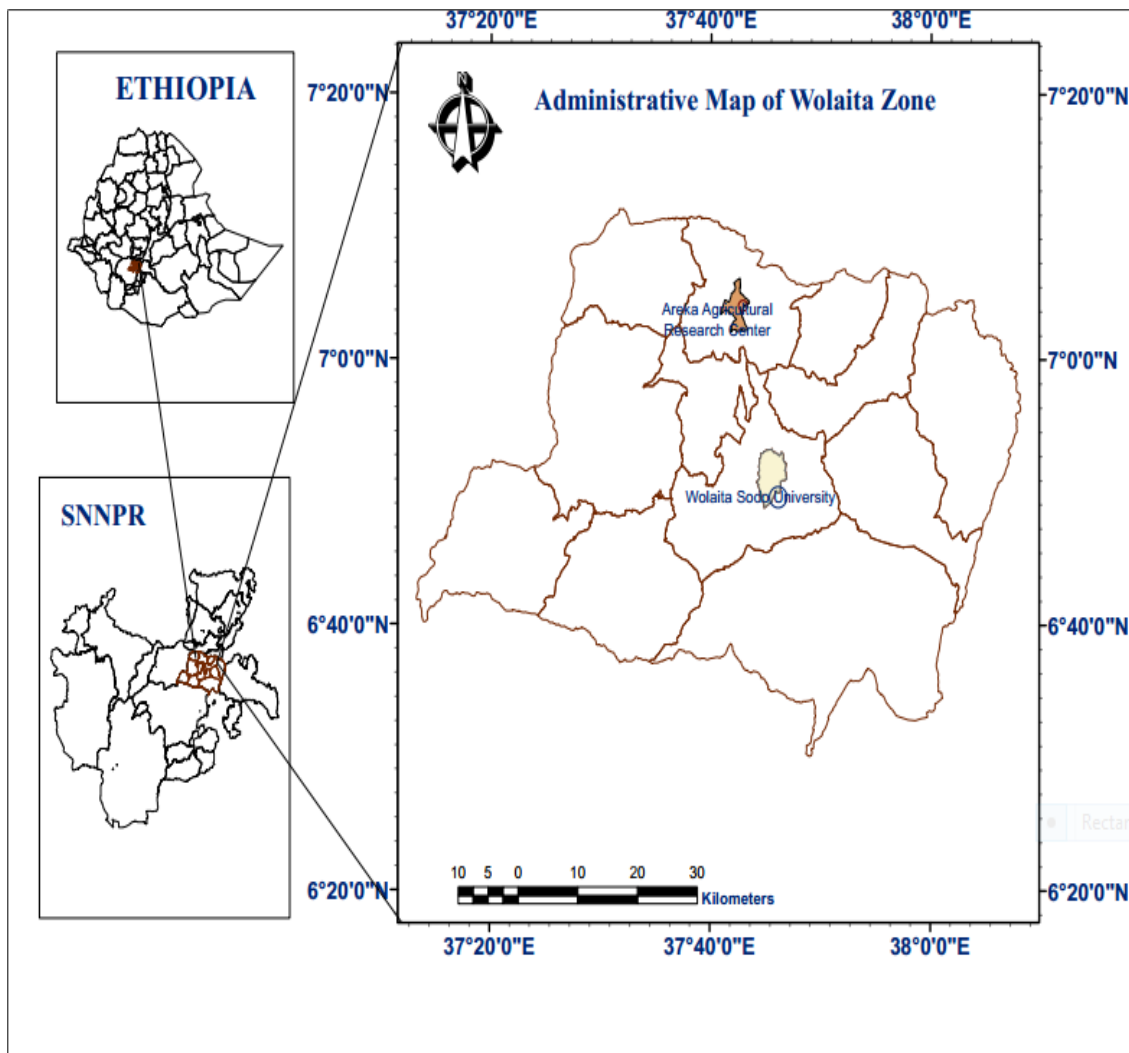 37°20'0"E 37°40'0"E 38°0'0"E
ETHIOPIA
7°20'0"N
7°20'0"N
N
Administrative Map of Wolaita Zone
Areka Agricultural
Research Center
7°0'0"N
7°0'0"N
SNNPR
Wolaita Sodo University
6°40'0"N
6°40'0"N
Rectan
10 5 0 10 20 30
Kilometers
6°20'0"N
6°20'0"N
37°20'0"E 37°40'0"E 38°0'0"E